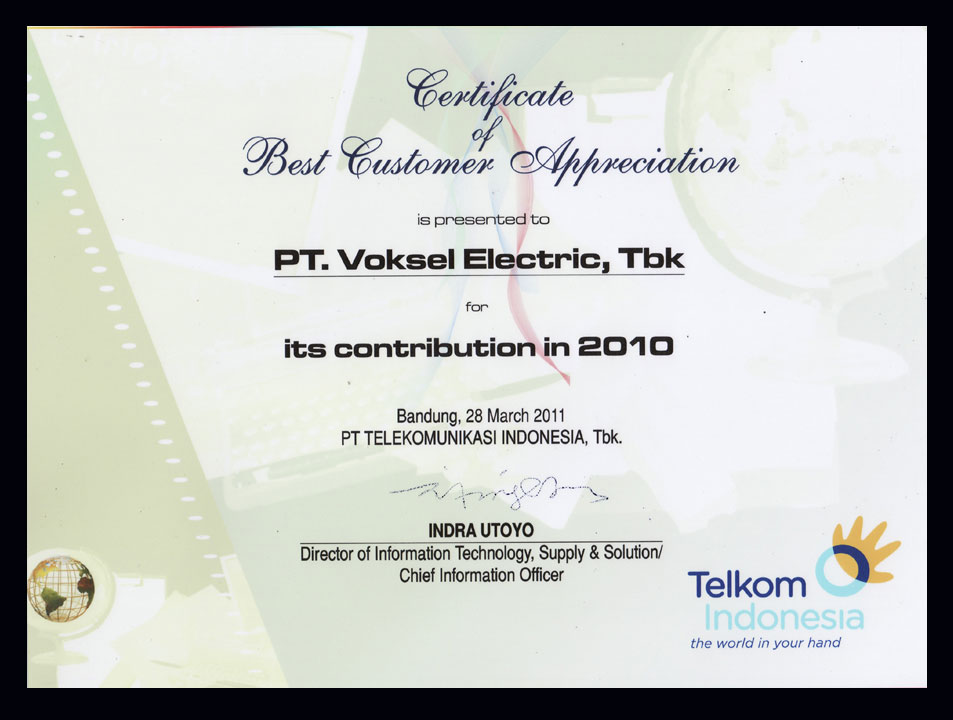 Certificate
of
Best Customer Appreciation
is presented to
PT. Voksel Electric, Tbk
for
its contribution in 2010
Bandung, 28 March 2011
PT TELEKOMUNIKASI INDONESIA, Tbk.
INDRA UTOYO
Director of Information Technology, Supply & Solution/
Chief Information Officer
Telkom
Indonesia
the world in your hand